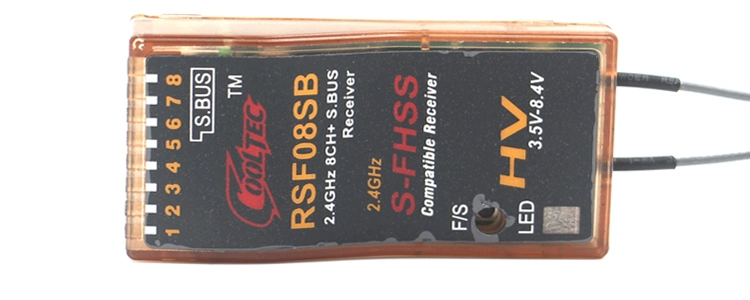 1 2 3 4 5 6 7 8
S.BUS
COOLTEC
TM
RSF08SB
2.4GHz 8CH+ S.BUS
Receiver
2.4GHz
S-FHSS
Compatible Receiver
F/S
HV
3.5V-8.4V
LED